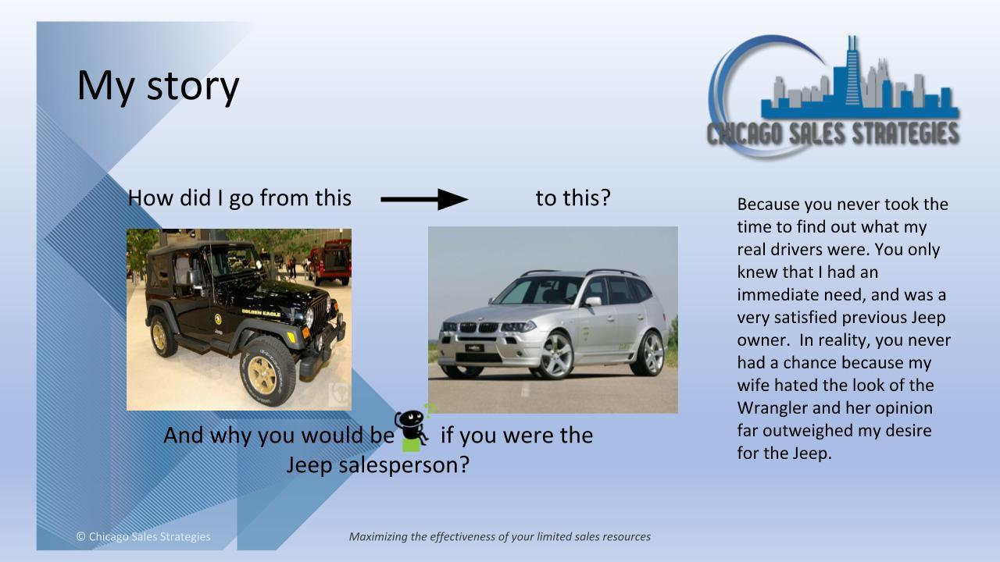 My story
CHICAGO SALES STRATEGIES
How did I go from this
to this?
GOLDEN EAGLE
Jeep
And why you would be if you were the
Jeep salesperson?
Because you never took the
time to find out what my
real drivers were. You only
knew that I had an
immediate need, and was a
very satisfied previous Jeep
owner.  In reality, you never
had a chance because my
wife hated the look of the
Wrangler and her opinion
far outweighed my desire
for the Jeep.
© Chicago Sales Strategies
Maximizing the effectiveness of your limited sales resources